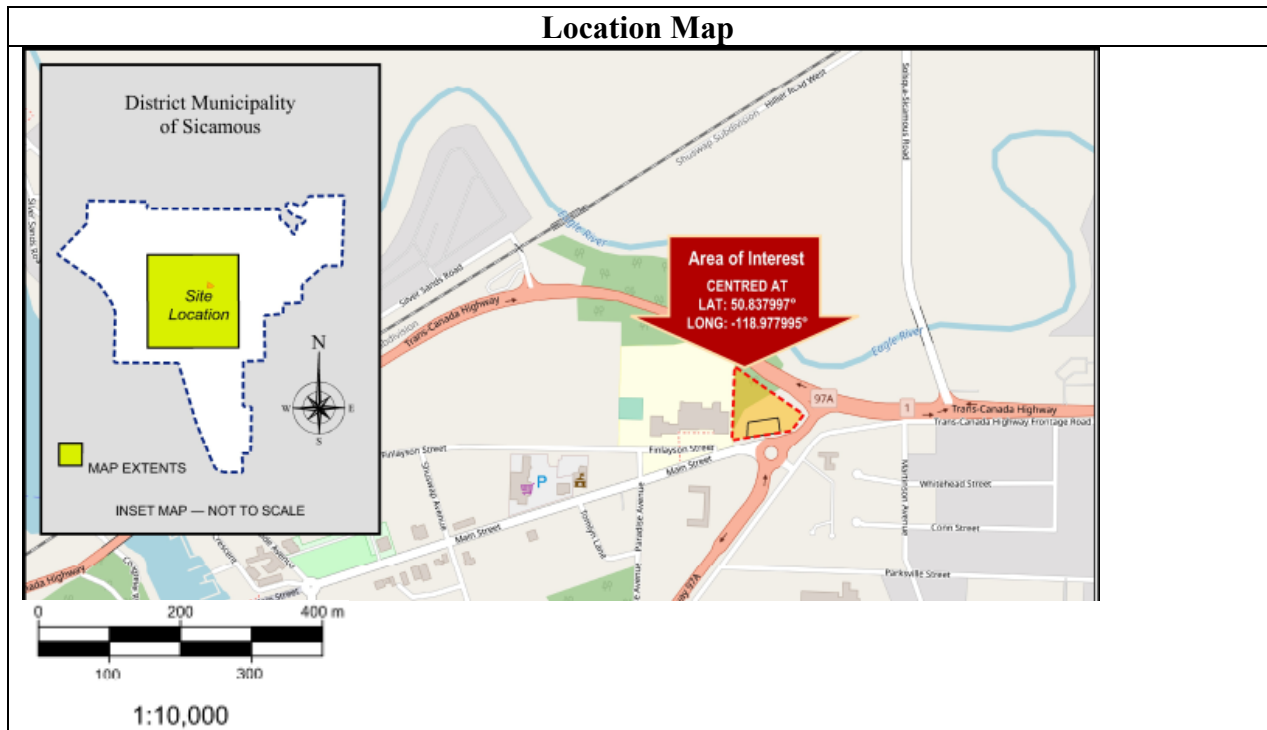 Location Map
District Municipality
of Sicamous
Site
Location
N
W
E
S
MAP EXTENTS
INSET MAP — NOT TO SCALE
Area of Interest
CENTRED AT
LAT: 50.837997°
LONG: -118.977995°
Hillier Road West
Shuswap Subdivision
Solsqua-Sicamous Road
Eagle River
Silver Sands Road
Trans-Canada Highway
Eagle River
97A
1
Trans-Canada Highway
Trans-Canada Highway Frontage Road
Finlayson Street
Finlayson Street
Main Street
Shuswap Avenue
P
Main Street
Paradise Avenue
Martinson Avenue
Whitehead Street
Conn Street
Parksville Street
0
200
400 m
100
300
1:10,000